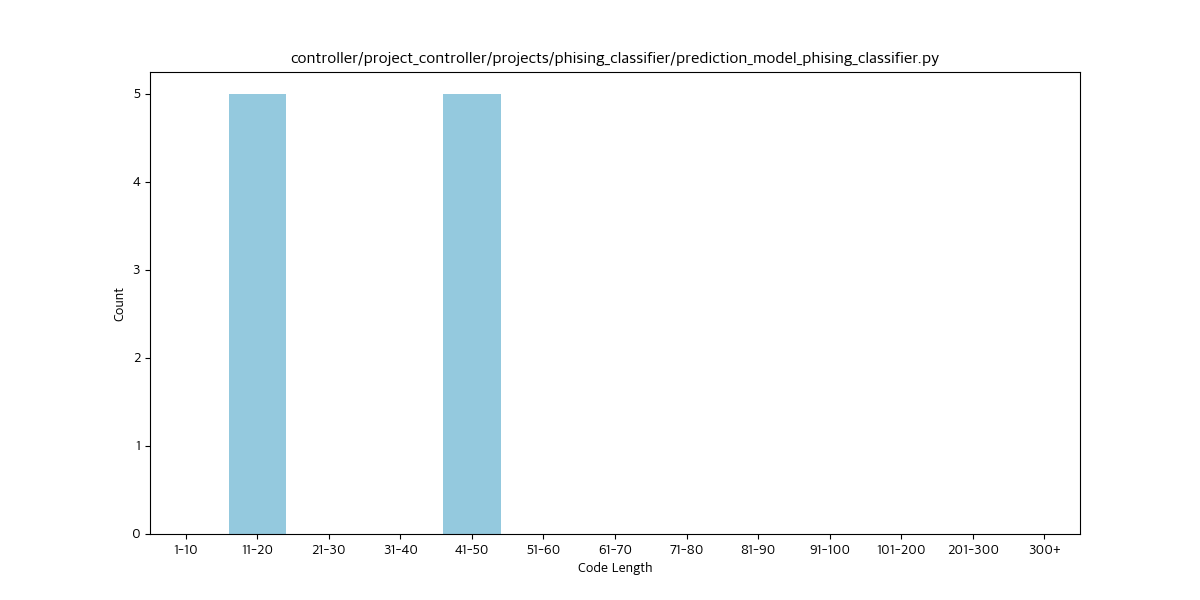 controller/project_controller/projects/phising_classifier/prediction_model_phising_classifier.py
5
4
3
2
1
0
Count
1-10 11-20 21-30 31-40 41-50 51-60 61-70 71-80 81-90 91-100 101-200 201-300 300+
Code Length